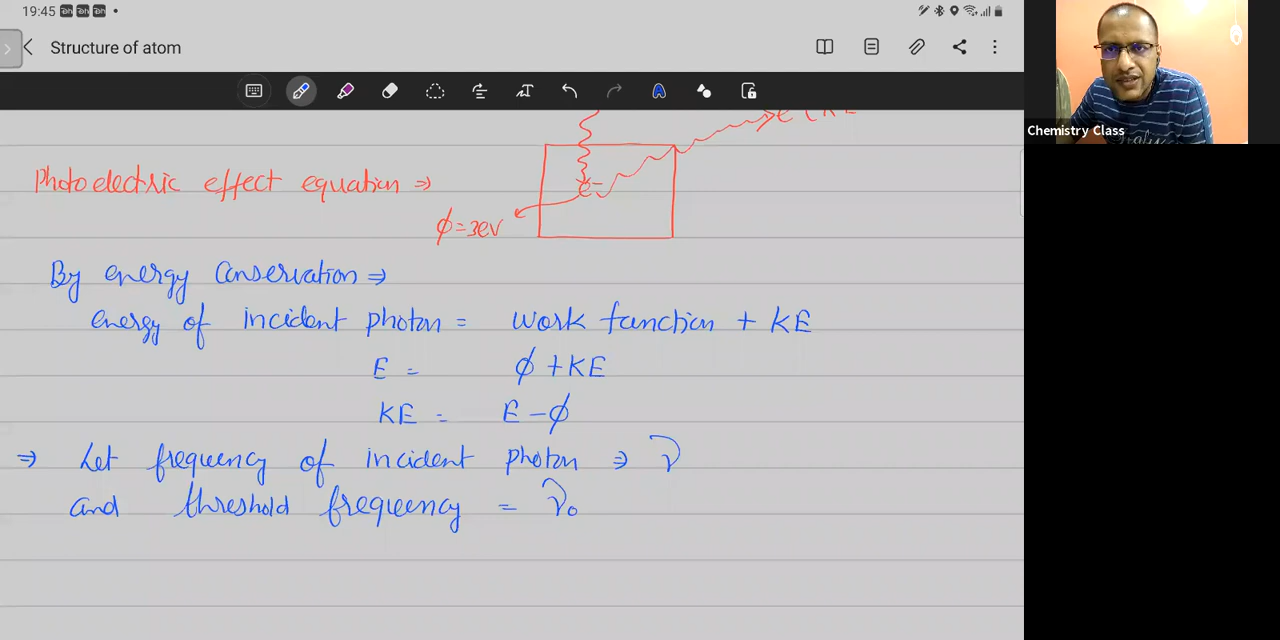 19:45
Structure of atom
Chemistry Class
Photoelectric effect equation ⇒
e⁻
ϕ = 3eV
By energy Conservation ⇒
energy of incident photon = work function + KE
E = ϕ + KE
KE = E − ϕ
⇒ Let frequency of incident photon ⇒ ν
and threshold frequency = ν₀